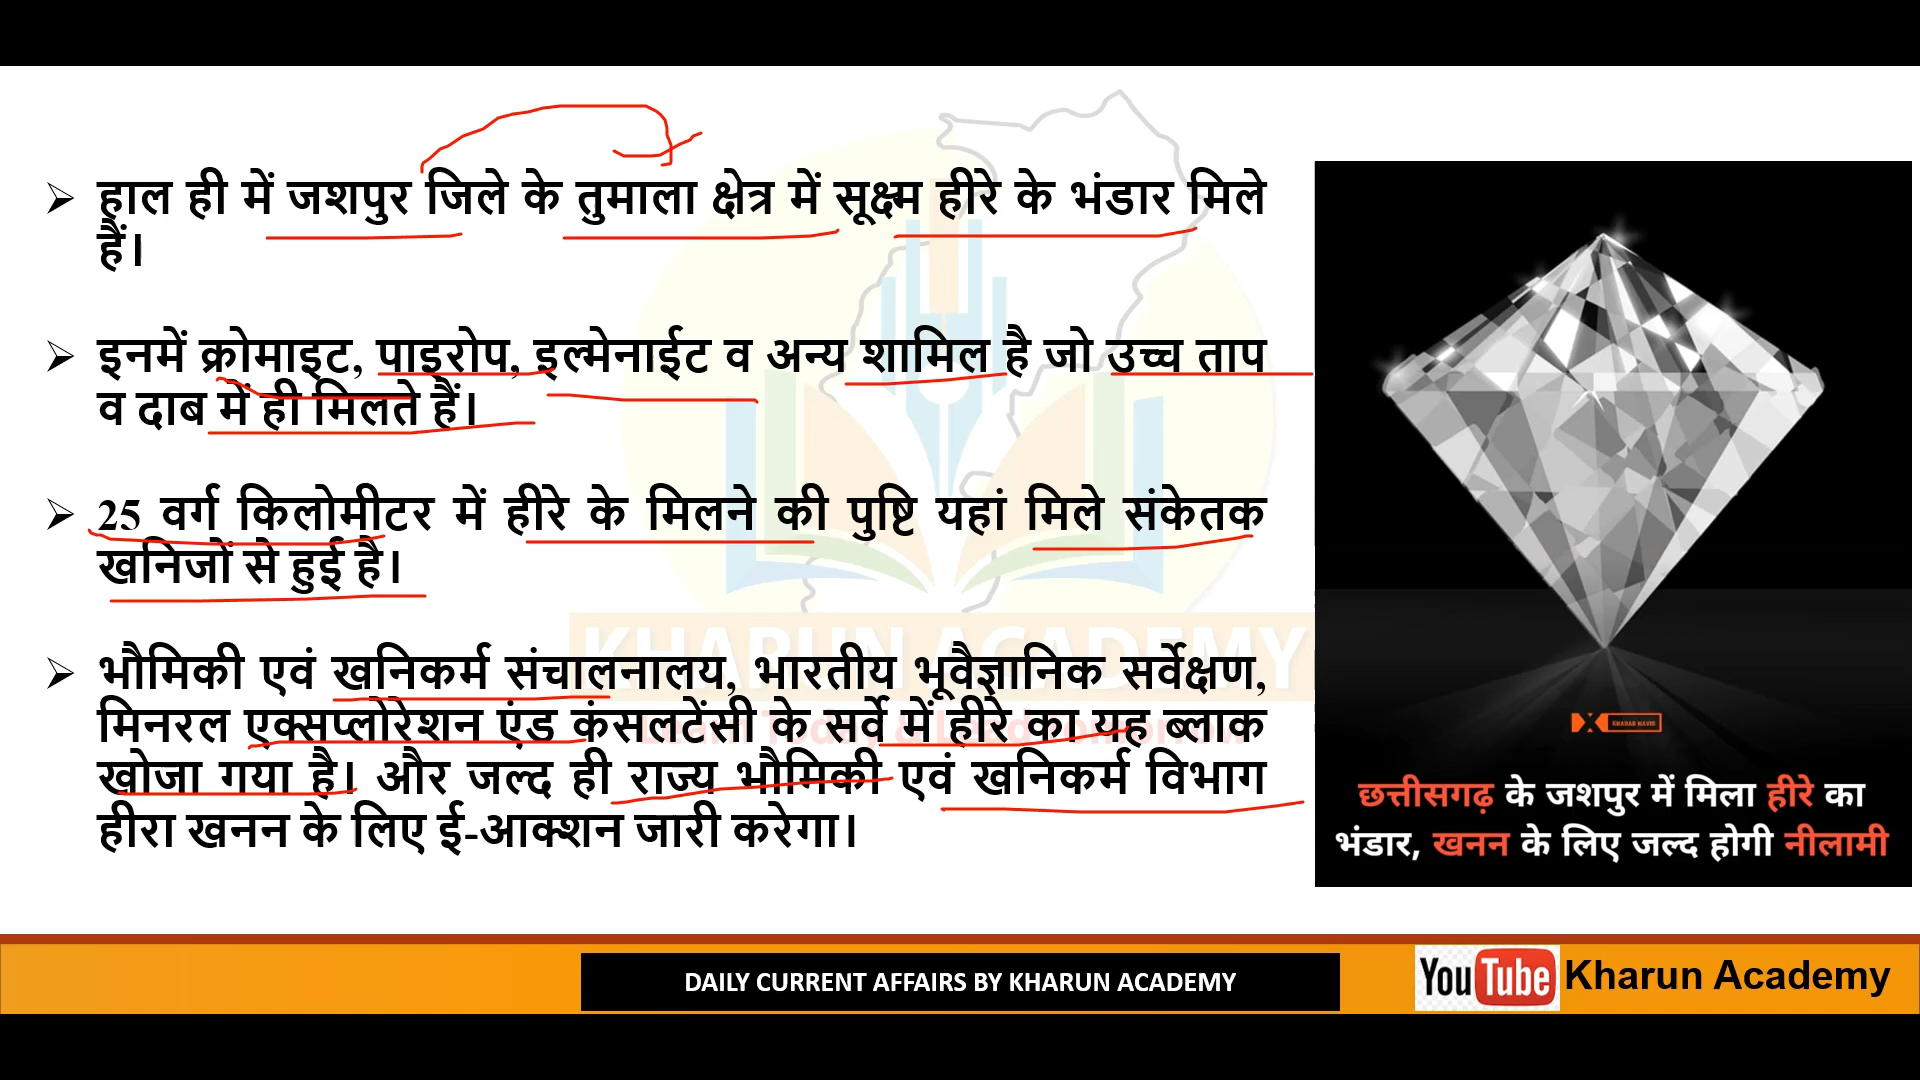 हाल ही में जशपुर जिले के तुमाला क्षेत्र में सूक्ष्म हीरे के भंडार मिले
हैं।
इनमें क्रोमाइट, पाइरोप, इल्मेनाईट व अन्य शामिल है जो उच्च ताप
व दाब में ही मिलते हैं।
25 वर्ग किलोमीटर में हीरे के मिलने की पुष्टि यहां मिले संकेतक
खनिजों से हुई है।
भौमिकी एवं खनिकर्म संचालनालय, भारतीय भूवैज्ञानिक सर्वेक्षण,
मिनरल एक्सप्लोरेशन एंड कंसलटेंसी के सर्वे में हीरे का यह ब्लाक
खोजा गया है। और जल्द ही राज्य भौमिकी एवं खनिकर्म विभाग
हीरा खनन के लिए ई-आक्शन जारी करेगा।
KHARUN ACADEMY
छत्तीसगढ़ के जशपुर में मिला हीरे का
भंडार, खनन के लिए जल्द होगी नीलामी
DAILY CURRENT AFFAIRS BY KHARUN ACADEMY
YouTube Kharun Academy